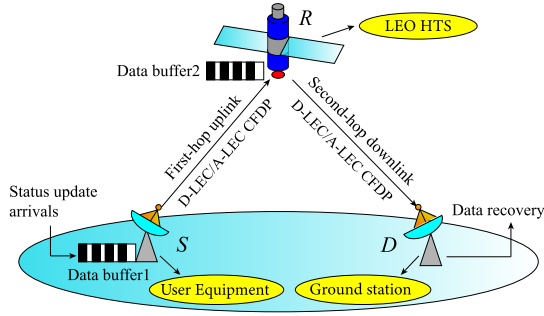 R
LEO HTS
Data buffer2
First-hop uplink
D-LEC/A-LEC CFDP
Second-hop downlink
D-LEC/A-LEC CFDP
Status update
arrivals
Data recovery
S
D
Data buffer1
User Equipment
Ground station